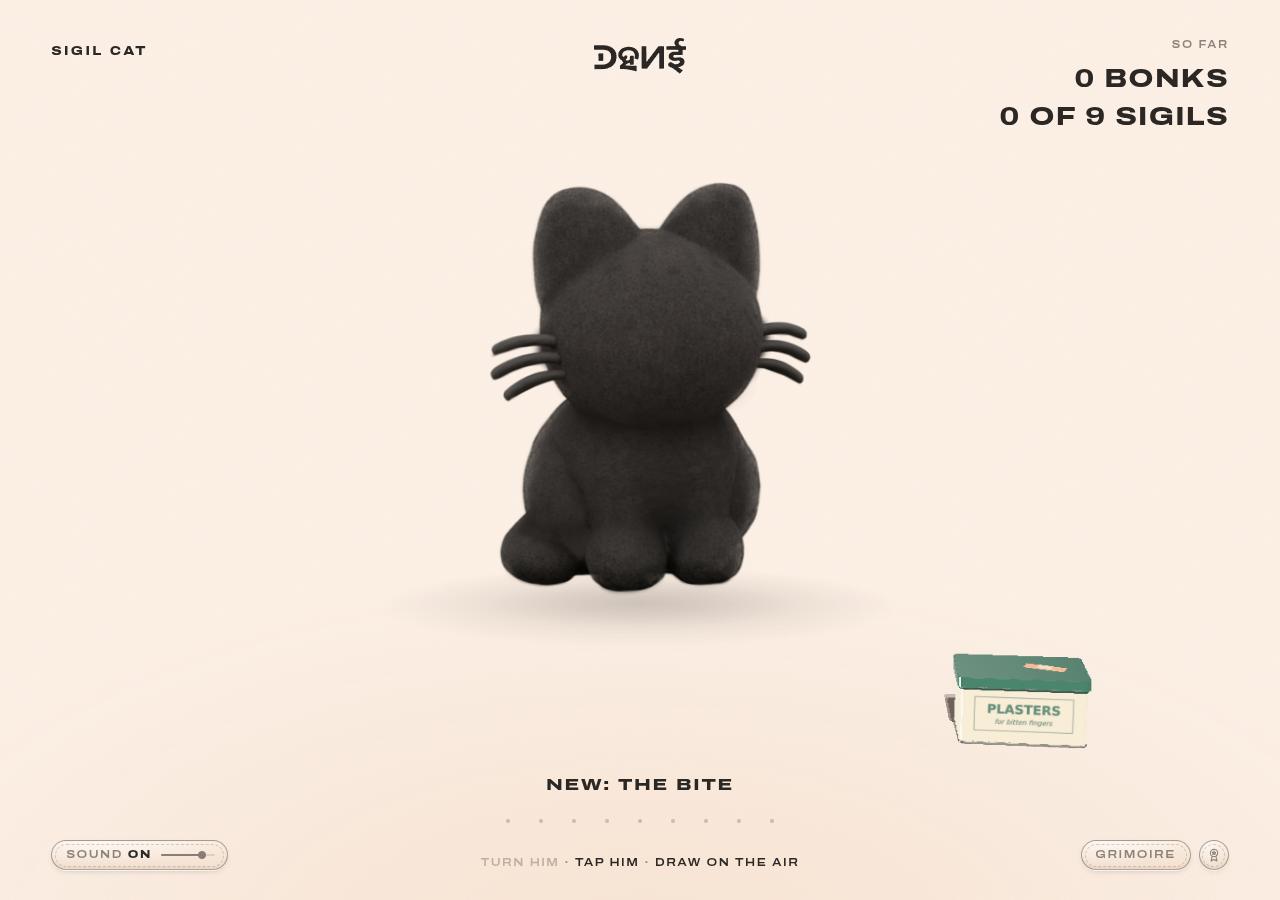 SIGIL CAT
SO FAR
0 BONKS
0 OF 9 SIGILS
PLASTERS
for bitten fingers
NEW: THE BITE
SOUND ON
TURN HIM · TAP HIM · DRAW ON THE AIR
GRIMOIRE